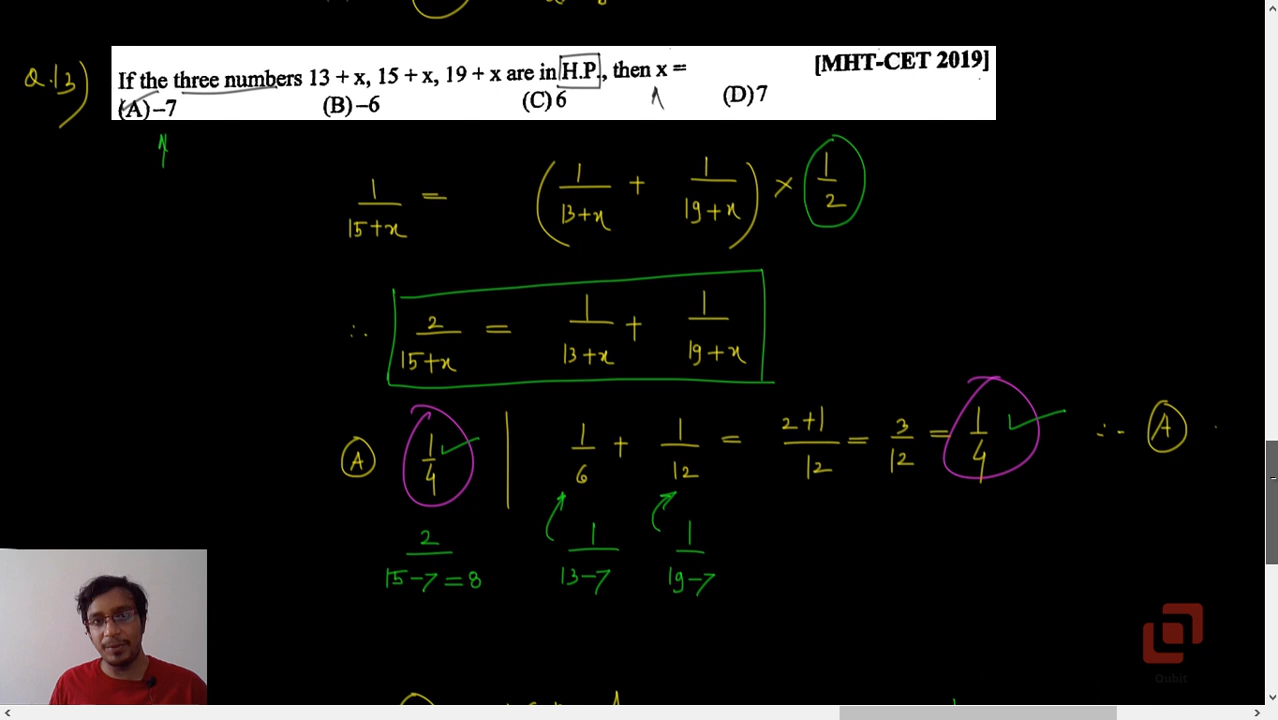 Q.13)
If the three numbers 13 + x, 15 + x, 19 + x are in H.P., then x =
[MHT-CET 2019]
(A) –7 (B) –6 (C) 6 (D) 7
1/(15+x) = (1/(13+x) + 1/(19+x)) × 1/2
∴ 2/(15+x) = 1/(13+x) + 1/(19+x)
(A) 1/4 | 1/6 + 1/12 = (2+1)/12 = 3/12 = 1/4 ∴ (A)
2/(15-7=8) 1/(13-7) 1/(19-7)
Qubit